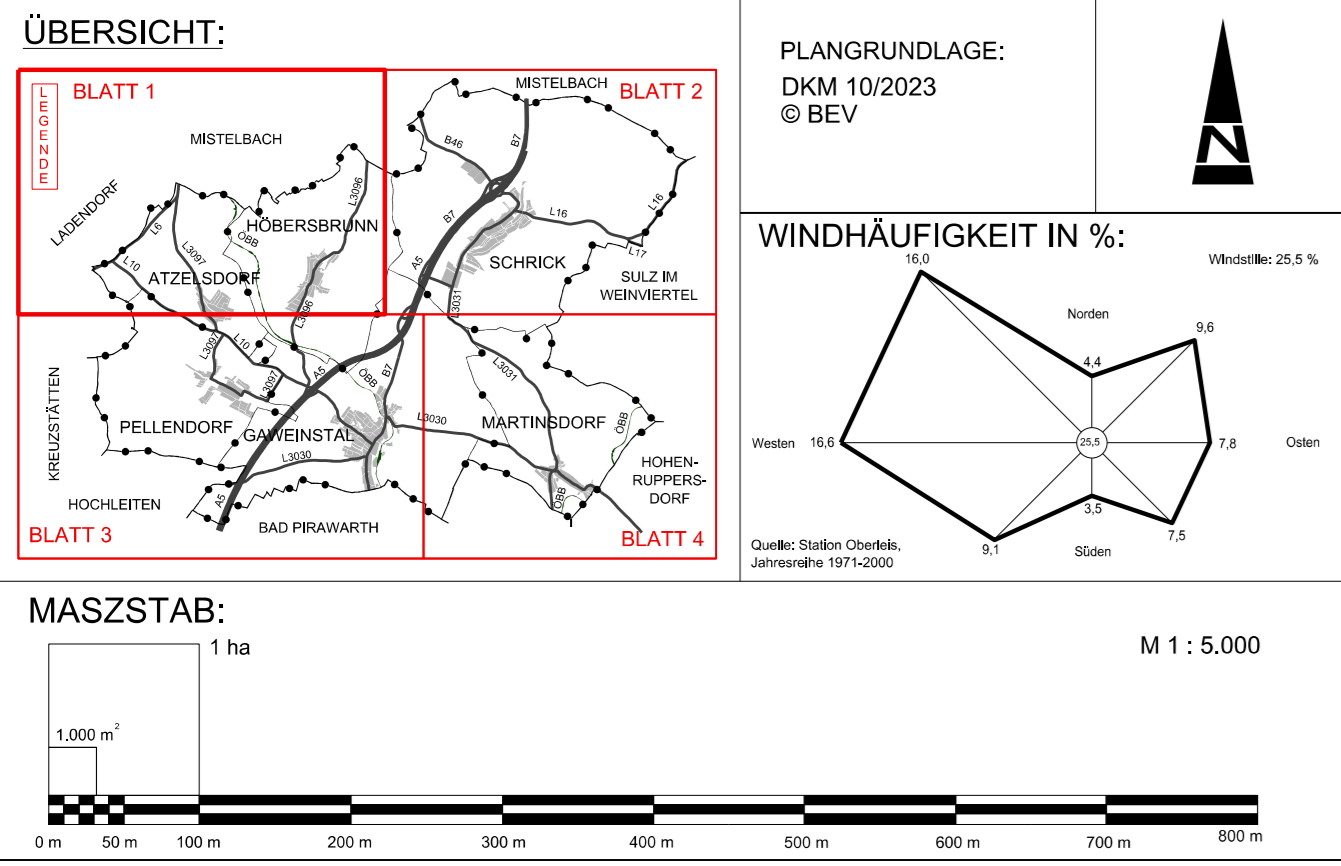 ÜBERSICHT:
BLATT 1
LEGENDE
MISTELBACH
BLATT 2
MISTELBACH
B46
B7
LADENDORF
L6
L10
L3097
HÖBERSBRUNN
ÖBB
L3096
ATZELSDORF
L3096
B7
A5
L16
L16
L17
SCHRICK
SULZ IM
WEINVIERTEL
L3031
L3097
L10
L3097
A5
ÖBB
B7
KREUZSTÄTTEN
PELLENDORF
GAWEINSTAL
L3030
L3030
L3031
MARTINSDORF
ÖBB
HOHEN-
RUPPERS-
DORF
ÖBB
HOCHLEITEN
A5
BAD PIRAWARTH
BLATT 3
BLATT 4
PLANGRUNDLAGE:
DKM 10/2023
© BEV
N
WINDHÄUFIGKEIT IN %:
Windstille: 25,5 %
16,0
Norden
9,6
4,4
Westen
16,6
25,5
7,8
Osten
3,5
9,1
7,5
Süden
Quelle: Station Oberleis,
Jahresreihe 1971-2000
MASZSTAB:
1 ha
M 1 : 5.000
1.000 m²
0 m 50 m 100 m 200 m 300 m 400 m 500 m 600 m 700 m 800 m